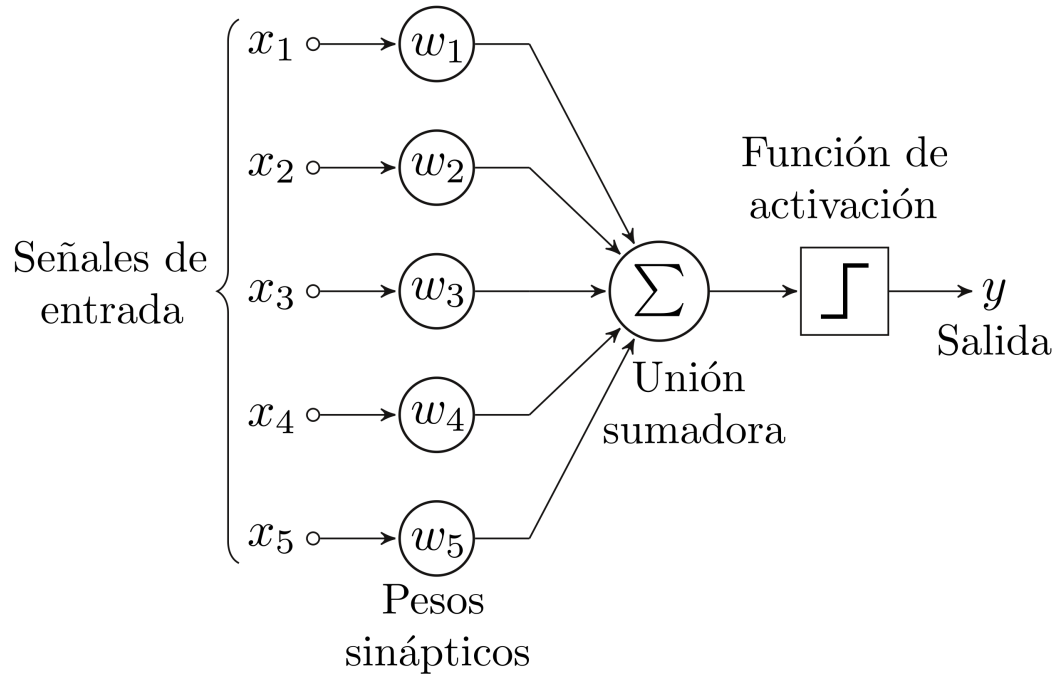 x₁
w₁
x₂
w₂
Función de
activación
Señales de
entrada
x₃
w₃
∑
y
Salida
Unión
sumadora
x₄
w₄
x₅
w₅
Pesos
sinápticos